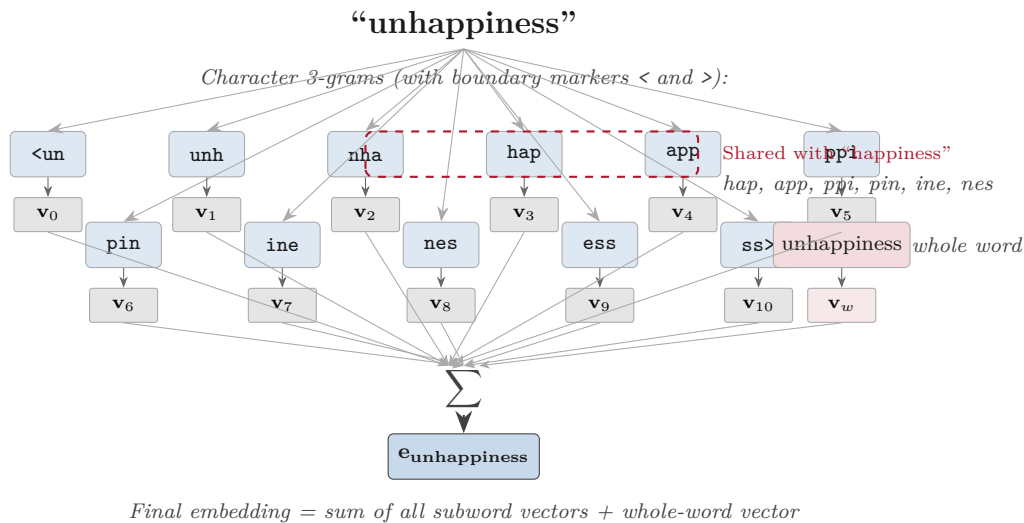 “unhappiness”
Character 3-grams (with boundary markers < and >):
<un unh nha hap app ppi
Shared with “happiness”
hap, app, ppi, pin, ine, nes
v0 v1 v2 v3 v4 v5
pin ine nes ess ss> unhappiness whole word
v6 v7 v8 v9 v10 vw
∑
eunhappiness
Final embedding = sum of all subword vectors + whole-word vector